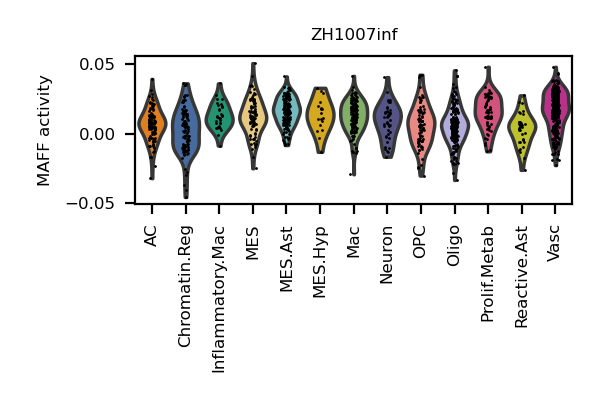 ZH1007inf
MAFF activity
0.05
0.00
−0.05
AC
Chromatin.Reg
Inflammatory.Mac
MES
MES.Ast
MES.Hyp
Mac
Neuron
OPC
Oligo
Prolif.Metab
Reactive.Ast
Vasc